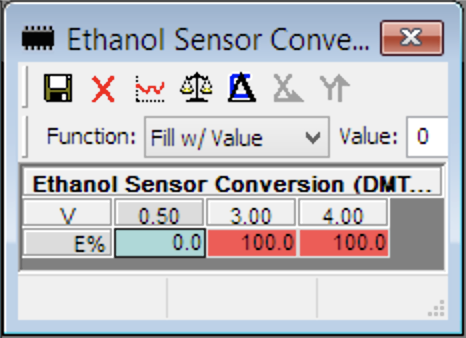 Ethanol Sensor Conve...
Function: Fill w/ Value Value: 0
Ethanol Sensor Conversion (DMT...
V 0.50 3.00 4.00
E% 0.0 100.0 100.0